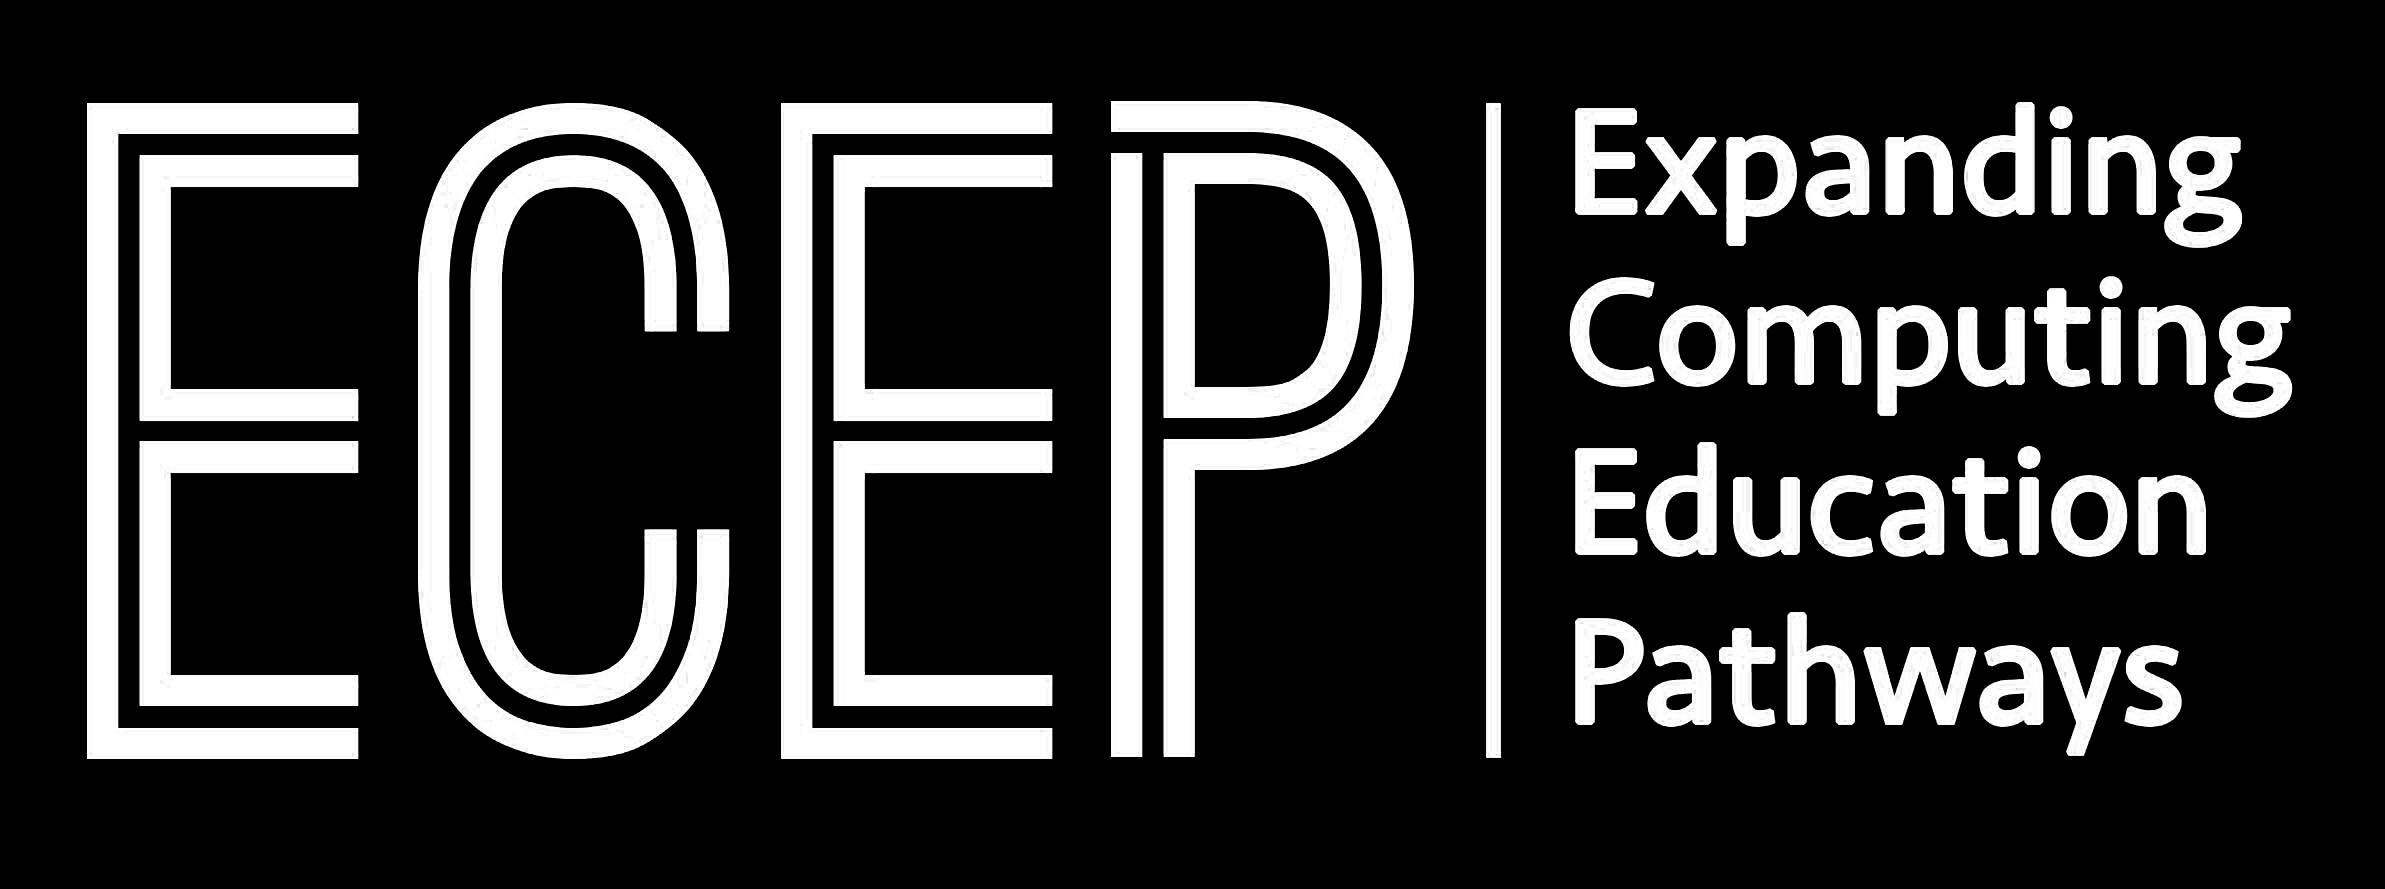 ECEP
Expanding
Computing
Education
Pathways